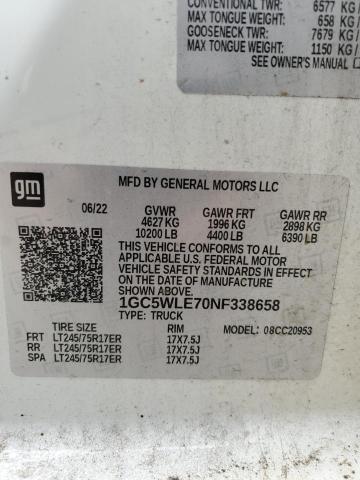 CONVENTIONAL TWR: 6577 KG /
MAX TONGUE WEIGHT: 658 KG /
GOOSENECK TWR: 7679 KG /
MAX TONGUE WEIGHT: 1150 KG /
SEE OWNER'S MANUAL
gm
MFD BY GENERAL MOTORS LLC
06/22 GVWR GAWR FRT GAWR RR
4627 KG 1996 KG 2898 KG
10200 LB 4400 LB 6390 LB
THIS VEHICLE CONFORMS TO ALL
APPLICABLE U.S. FEDERAL MOTOR
VEHICLE SAFETY STANDARDS IN EFFECT
ON THE DATE OF MANUFACTURE
SHOWN ABOVE.
1GC5WLE70NF338658
TYPE: TRUCK
MODEL: 08CC20953
TIRE SIZE RIM
FRT LT245/75R17ER 17X7.5J
RR LT245/75R17ER 17X7.5J
SPA LT245/75R17ER 17X7.5J